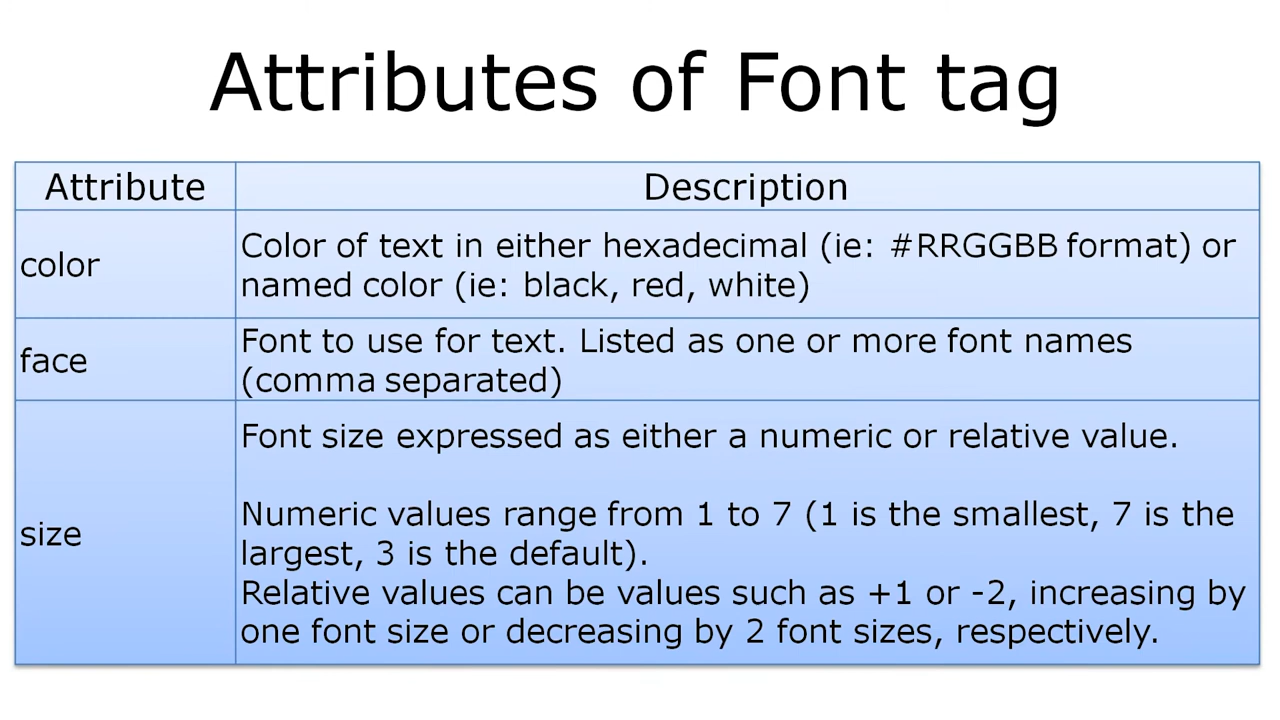 Attributes of Font tag
Attribute
Description
color
Color of text in either hexadecimal (ie: #RRGGBB format) or
named color (ie: black, red, white)
face
Font to use for text. Listed as one or more font names
(comma separated)
size
Font size expressed as either a numeric or relative value.
Numeric values range from 1 to 7 (1 is the smallest, 7 is the
largest, 3 is the default).
Relative values can be values such as +1 or -2, increasing by
one font size or decreasing by 2 font sizes, respectively.